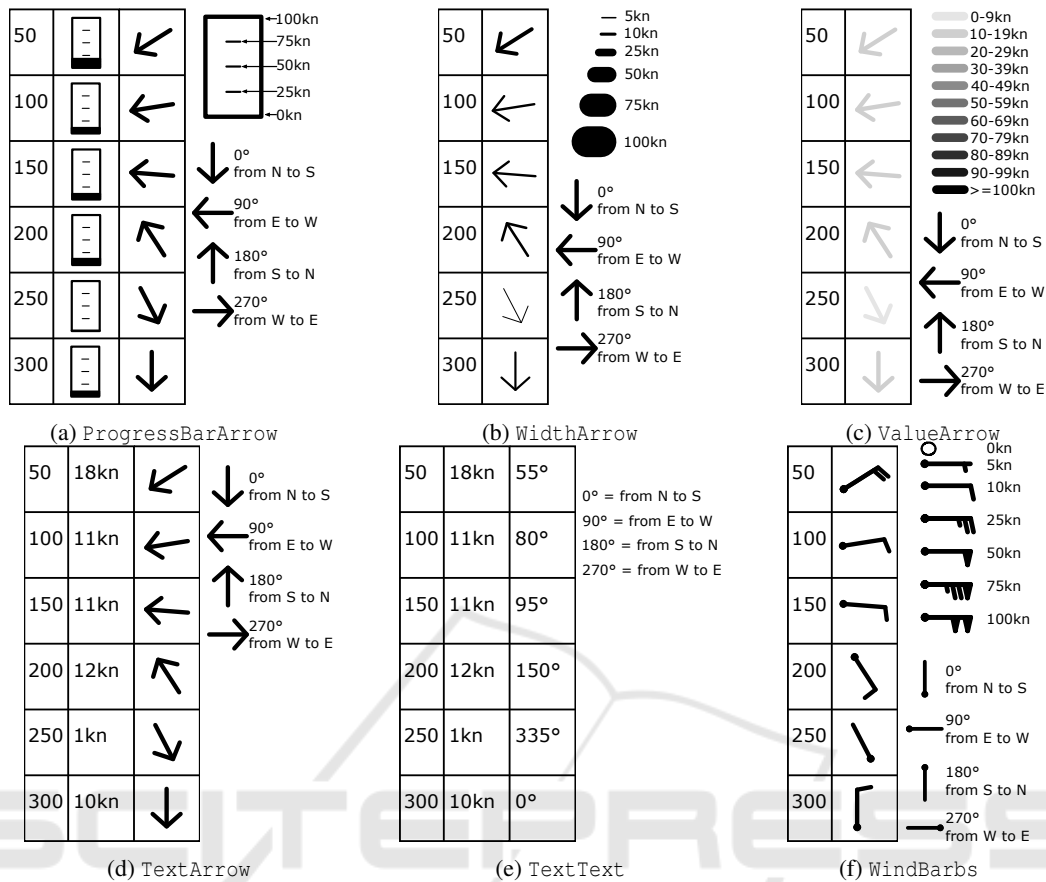 50
100
150
200
250
300
100kn
75kn
50kn
25kn
0kn
0°
from N to S
90°
from E to W
180°
from S to N
270°
from W to E
(a) ProgressBarArrow
50
100
150
200
250
300
5kn
10kn
25kn
50kn
75kn
100kn
0°
from N to S
90°
from E to W
180°
from S to N
270°
from W to E
(b) WidthArrow
50
100
150
200
250
300
0-9kn
10-19kn
20-29kn
30-39kn
40-49kn
50-59kn
60-69kn
70-79kn
80-89kn
90-99kn
>=100kn
0°
from N to S
90°
from E to W
180°
from S to N
270°
from W to E
(c) ValueArrow
50 18kn
100 11kn
150 11kn
200 12kn
250 1kn
300 10kn
0°
from N to S
90°
from E to W
180°
from S to N
270°
from W to E
(d) TextArrow
50 18kn 55°
100 11kn 80°
150 11kn 95°
200 12kn 150°
250 1kn 335°
300 10kn 0°
0° = from N to S
90° = from E to W
180° = from S to N
270° = from W to E
(e) TextText
50
100
150
200
250
300
0kn
5kn
10kn
25kn
50kn
75kn
100kn
0°
from N to S
90°
from E to W
180°
from S to N
270°
from W to E
(f) WindBarbs
SCITEPRESS